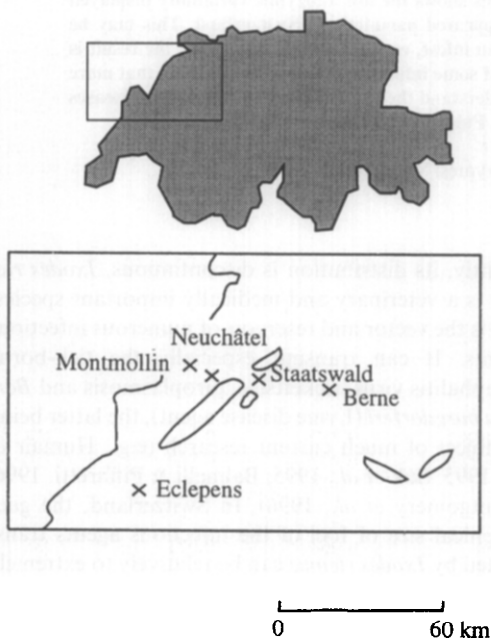 Neuchâtel
Montmollin
Staatswald
Berne
Eclepens
0 60 km